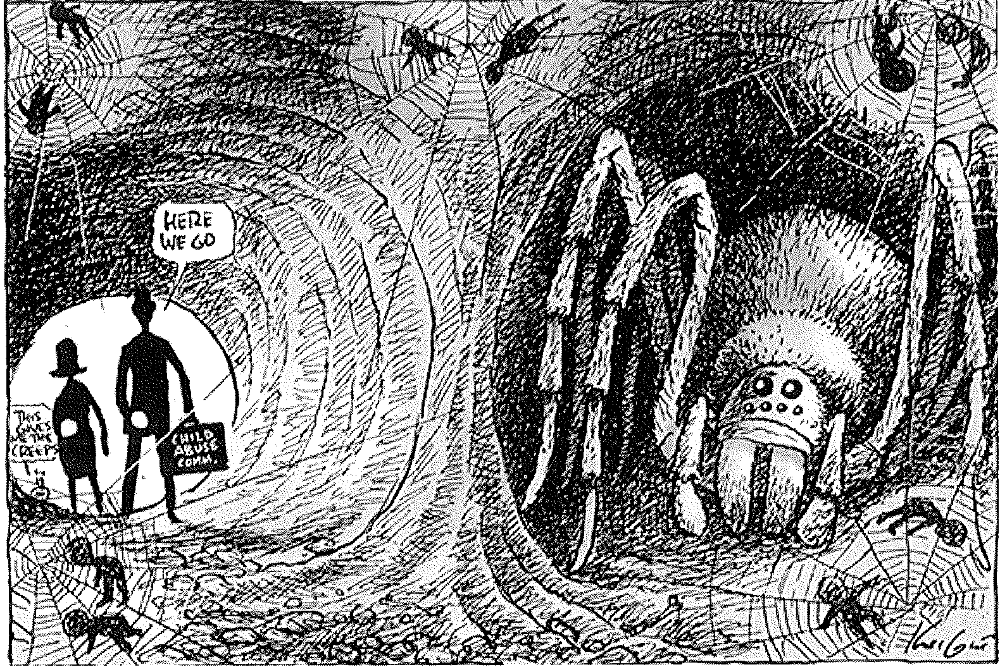 HERE
WE GO
THIS
GIVES
ME THE
CREEPS
CHILD
ABUSE
COMM.